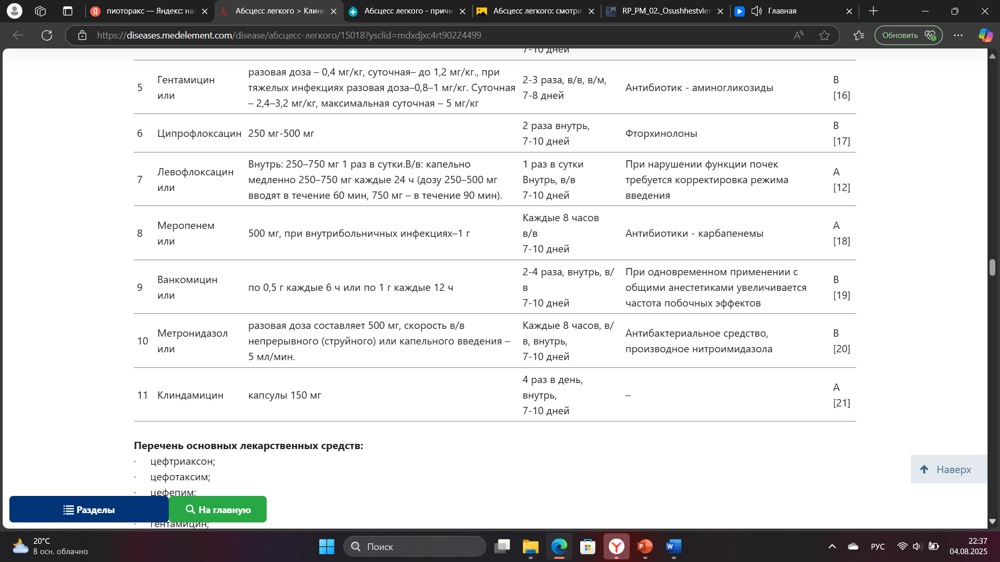 пиоторакс — Яндекс: на
Абсцесс легкого > Клини
Абсцесс легкого - причи
Абсцесс легкого: смотри
RP_PM_02._Osushhestvlen
Главная
https://diseases.medelement.com/disease/абсцесс-легкого/15018?ysclid=mdxdjxc4rt90224499
Обновить
7-10 дней
5
Гентамицин
или
разовая доза – 0,4 мг/кг, суточная– до 1,2 мг/кг., при
тяжелых инфекциях разовая доза–0,8–1 мг/кг. Суточная
– 2,4–3,2 мг/кг, максимальная суточная – 5 мг/кг
2-3 раза, в/в, в/м,
7-8 дней
Антибиотик - аминогликозиды
В
[16]
6
Ципрофлоксацин
250 мг-500 мг
2 раза внутрь,
7-10 дней
Фторхинолоны
В
[17]
7
Левофлоксацин
или
Внутрь: 250–750 мг 1 раз в сутки.В/в: капельно
медленно 250–750 мг каждые 24 ч (дозу 250–500 мг
вводят в течение 60 мин, 750 мг – в течение 90 мин).
1 раз в сутки
Внутрь, в/в
7-10 дней
При нарушении функции почек
требуется корректировка режима
введения
А
[12]
8
Меропенем
или
500 мг, при внутрибольничных инфекциях–1 г
Каждые 8 часов
в/в
7-10 дней
Антибиотики - карбапенемы
А
[18]
9
Ванкомицин
или
по 0,5 г каждые 6 ч или по 1 г каждые 12 ч
2-4 раза, внутрь, в/
в
7-10 дней
При одновременном применении с
общими анестетиками увеличивается
частота побочных эффектов
В
[19]
10
Метронидазол
или
разовая доза составляет 500 мг, скорость в/в
непрерывного (струйного) или капельного введения –
5 мл/мин.
Каждые 8 часов, в/
в, внутрь,
7-10 дней
Антибактериальное средство,
производное нитроимидазола
В
[20]
11
Клиндамицин
капсулы 150 мг
4 раз в день,
внутрь,
7-10 дней
–
А
[21]
Перечень основных лекарственных средств:
· цефтриаксон;
· цефотаксим;
· цефепим;
· гентамицин;
Наверх
Разделы
На главную
20°C
В осн. облачно
Поиск
РУС
22:37
04.08.2025